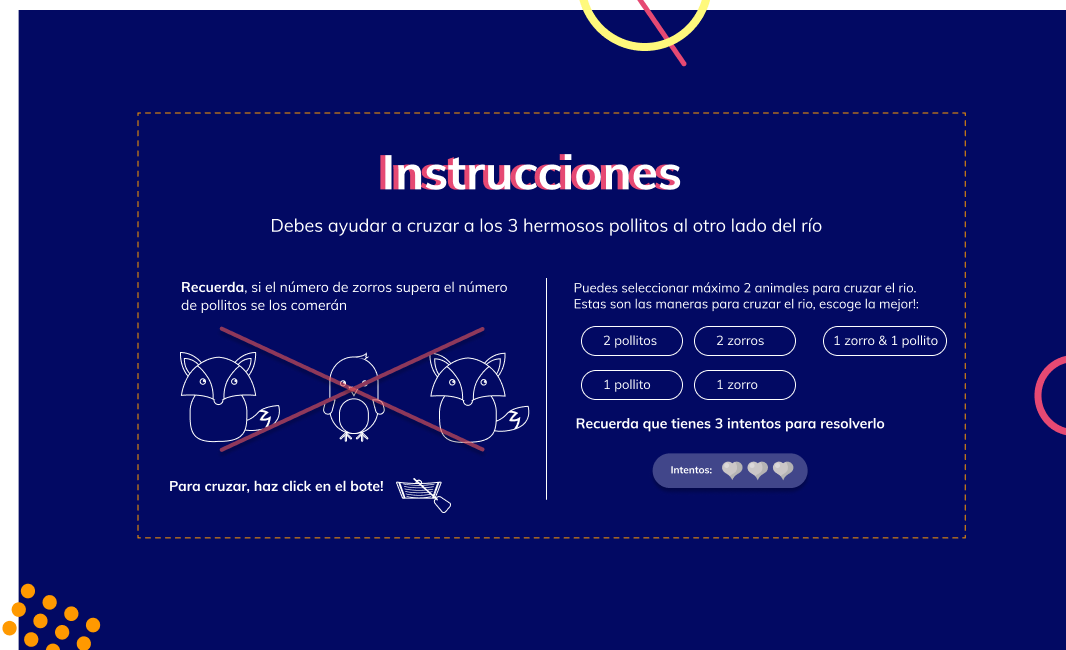 Instrucciones
Debes ayudar a cruzar a los 3 hermosos pollitos al otro lado del río
Recuerda, si el número de zorros supera el número
de pollitos se los comerán
Para cruzar, haz click en el bote!
Puedes seleccionar máximo 2 animales para cruzar el rio.
Estas son las maneras para cruzar el rio, escoge la mejor!:
2 pollitos
2 zorros
1 zorro & 1 pollito
1 pollito
1 zorro
Recuerda que tienes 3 intentos para resolverlo
Intentos: